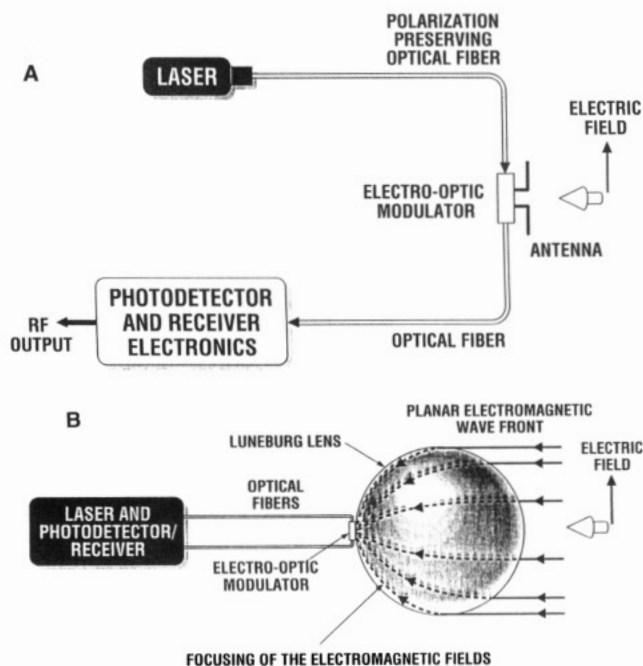 A
LASER
POLARIZATION
PRESERVING
OPTICAL FIBER
ELECTRIC
FIELD
ELECTRO-OPTIC
MODULATOR
ANTENNA
PHOTODETECTOR
AND RECEIVER
ELECTRONICS
RF
OUTPUT
OPTICAL FIBER
B
PLANAR ELECTROMAGNETIC
WAVE FRONT
LUNEBURG LENS
ELECTRIC
FIELD
OPTICAL
FIBERS
LASER AND
PHOTODETECTOR/
RECEIVER
ELECTRO-OPTIC
MODULATOR
FOCUSING OF THE ELECTROMAGNETIC FIELDS